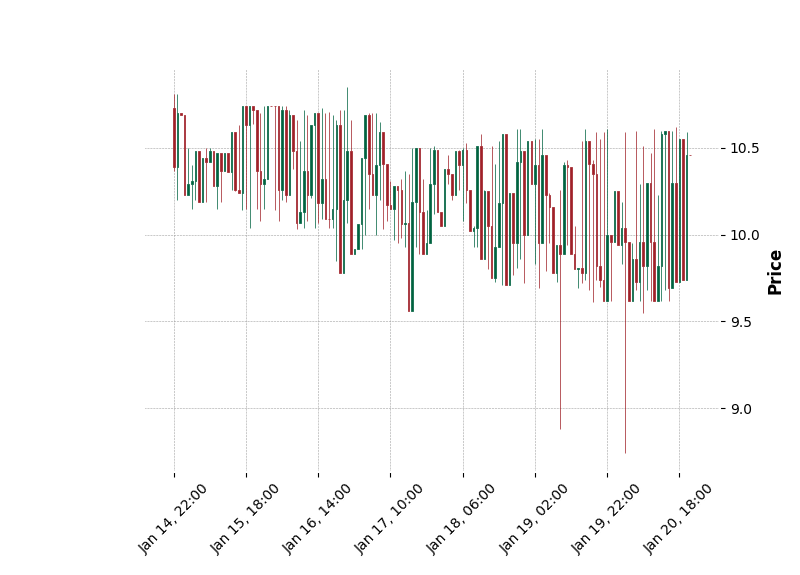 10.5
10.0
9.5
9.0
Price
Jan 14, 22:00
Jan 15, 18:00
Jan 16, 14:00
Jan 17, 10:00
Jan 18, 06:00
Jan 19, 02:00
Jan 19, 22:00
Jan 20, 18:00